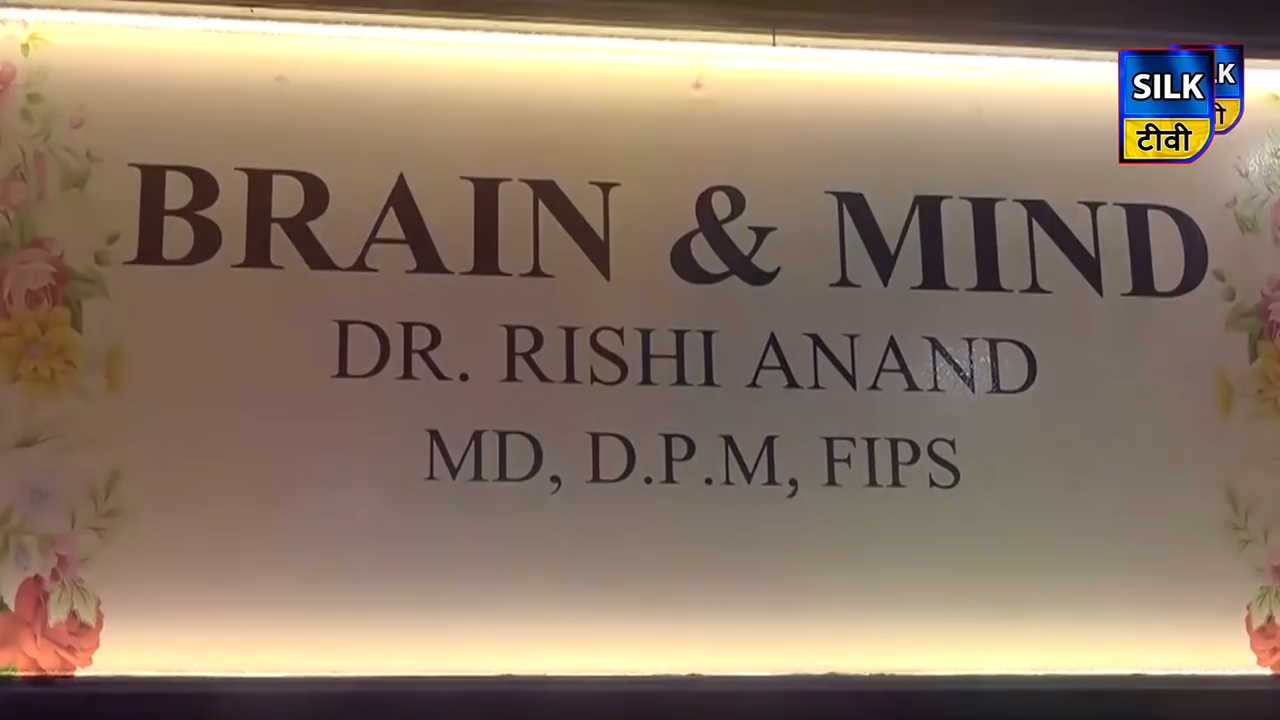 SILK
टीवी
BRAIN & MIND
DR. RISHI ANAND
MD, D.P.M, FIPS